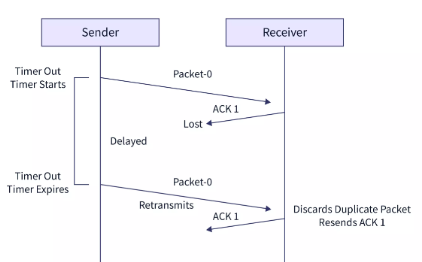 Sender
Receiver
Timer Out
Timer Starts
Packet-0
ACK 1
Lost
Delayed
Timer Out
Timer Expires
Packet-0
Retransmits
ACK 1
Discards Duplicate Packet
Resends ACK 1